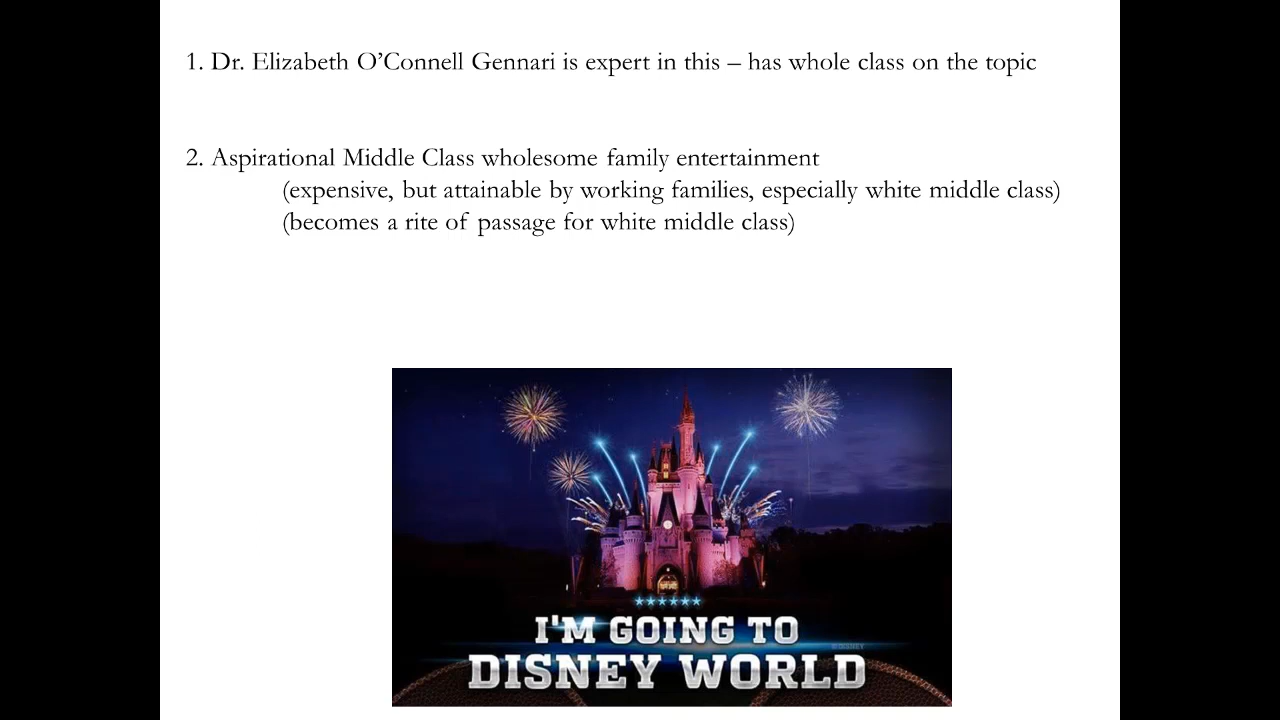 1. Dr. Elizabeth O’Connell Gennari is expert in this – has whole class on the topic
2. Aspirational Middle Class wholesome family entertainment
(expensive, but attainable by working families, especially white middle class)
(becomes a rite of passage for white middle class)
I'M GOING TO
DISNEY WORLD